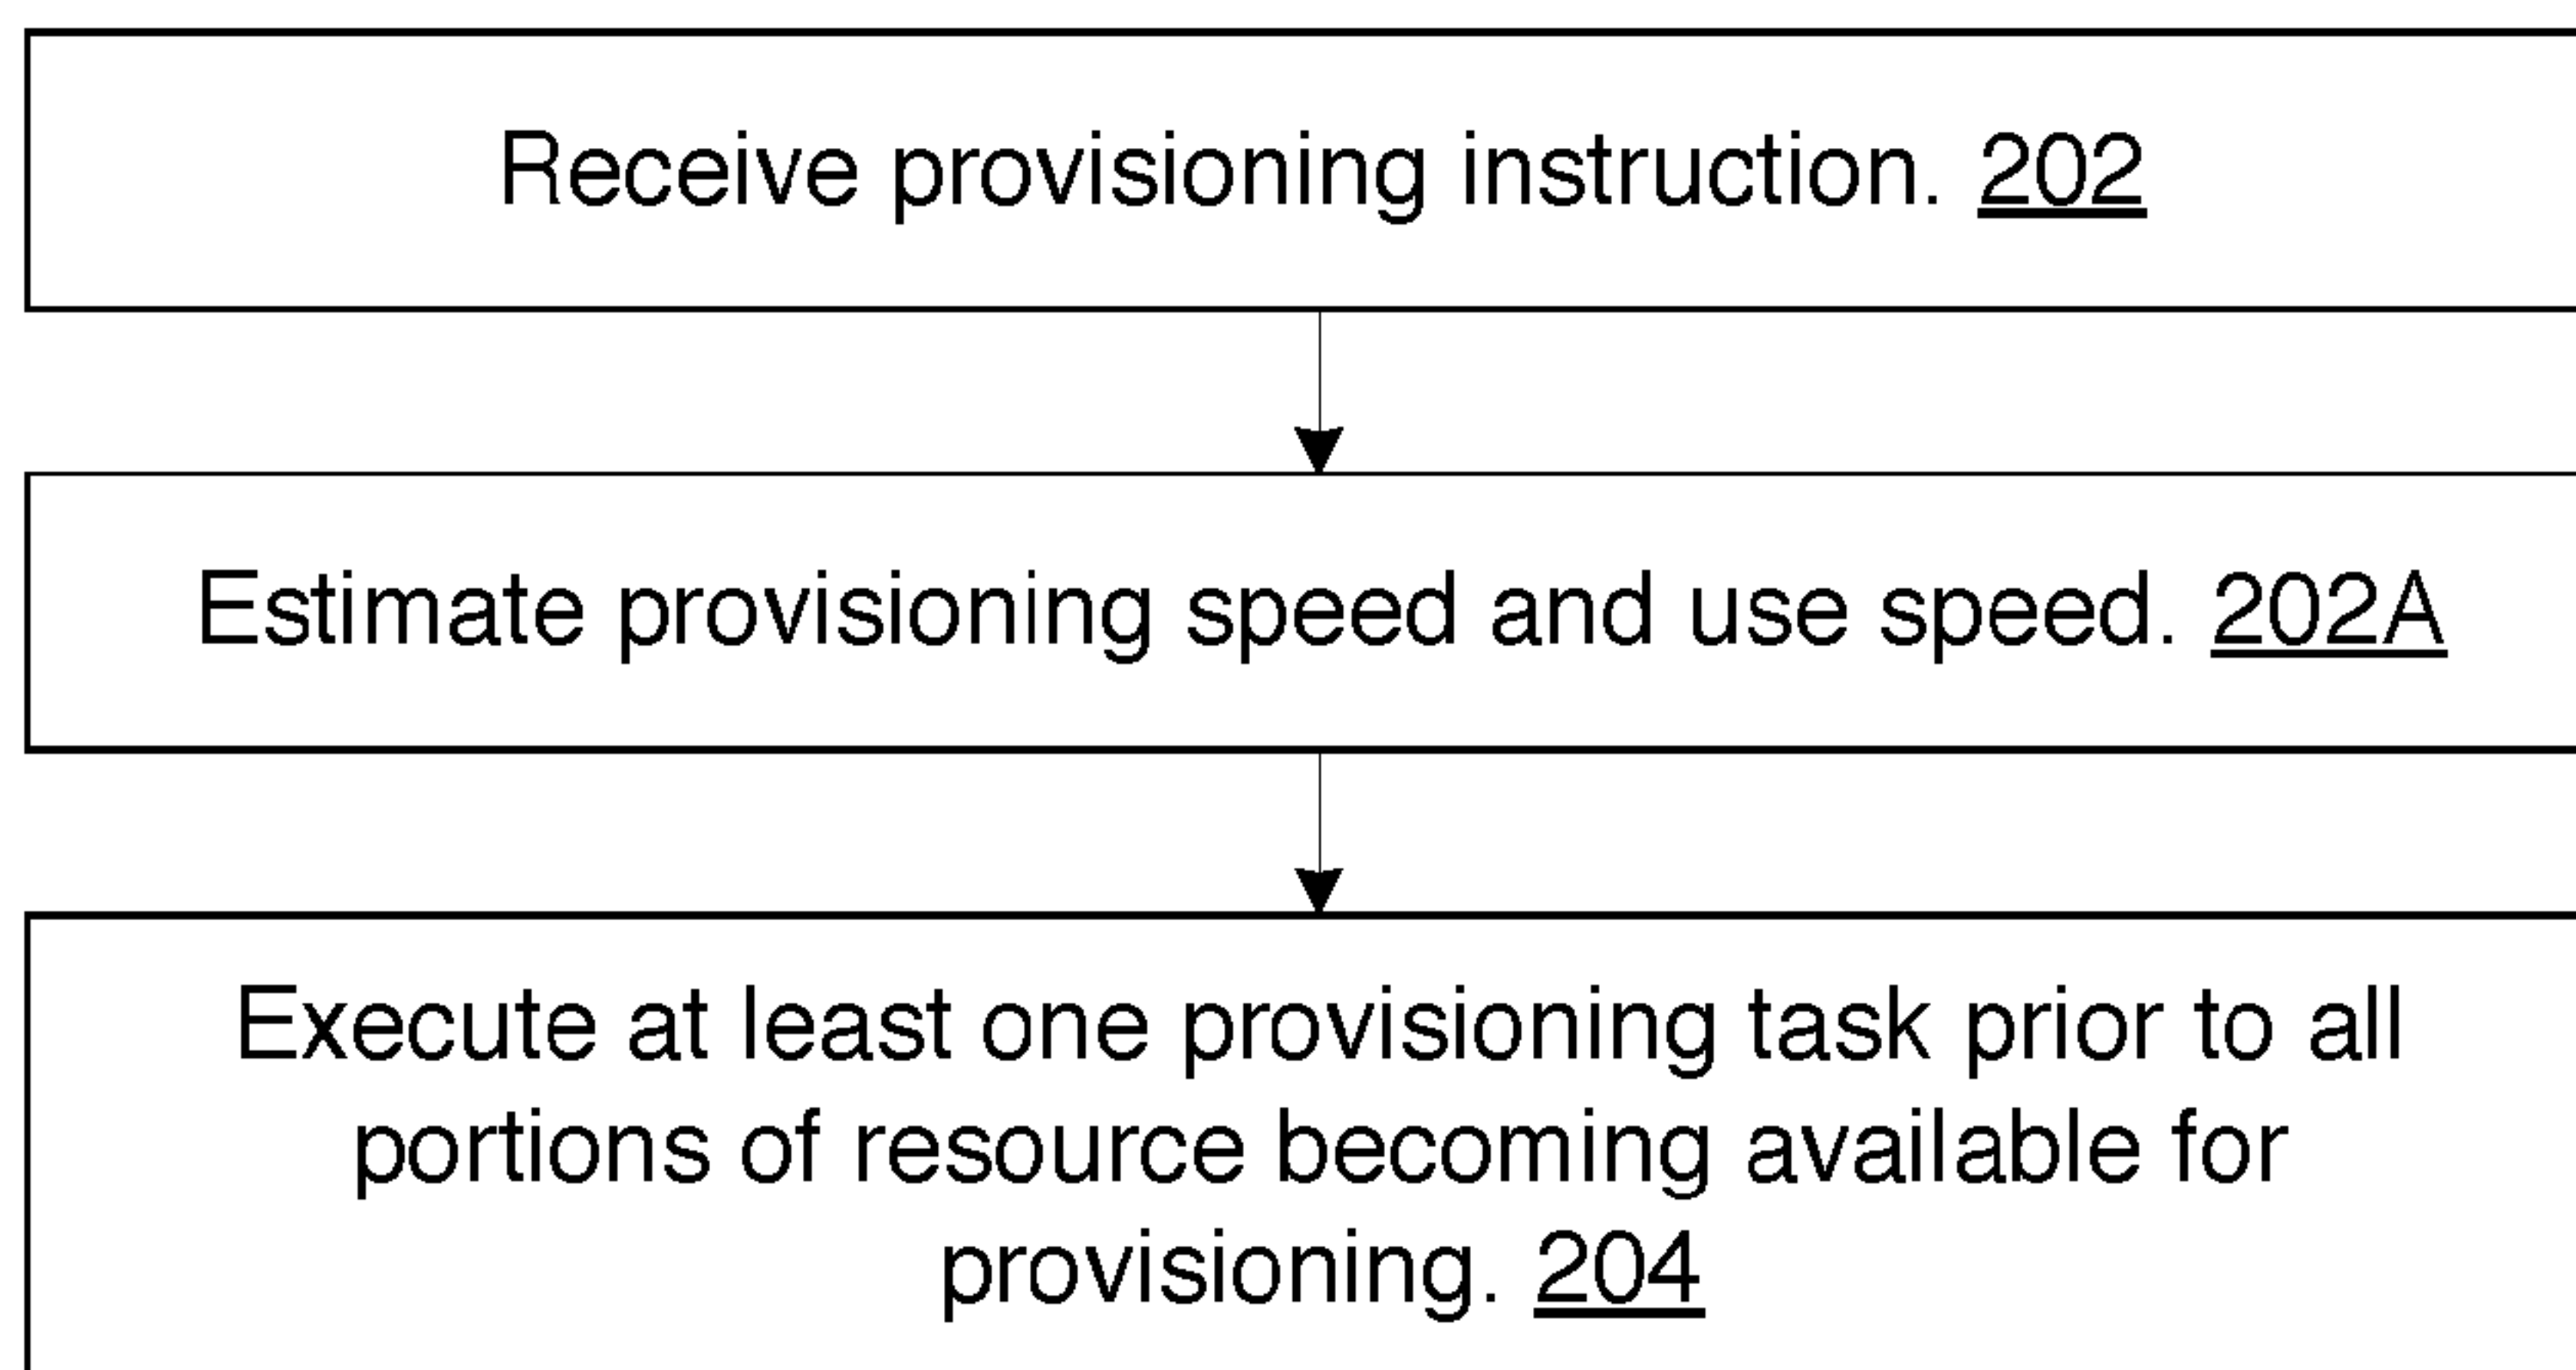 Receive provisioning instruction. 202
Estimate provisioning speed and use speed. 202A
Execute at least one provisioning task prior to all
portions of resource becoming available for
provisioning. 204